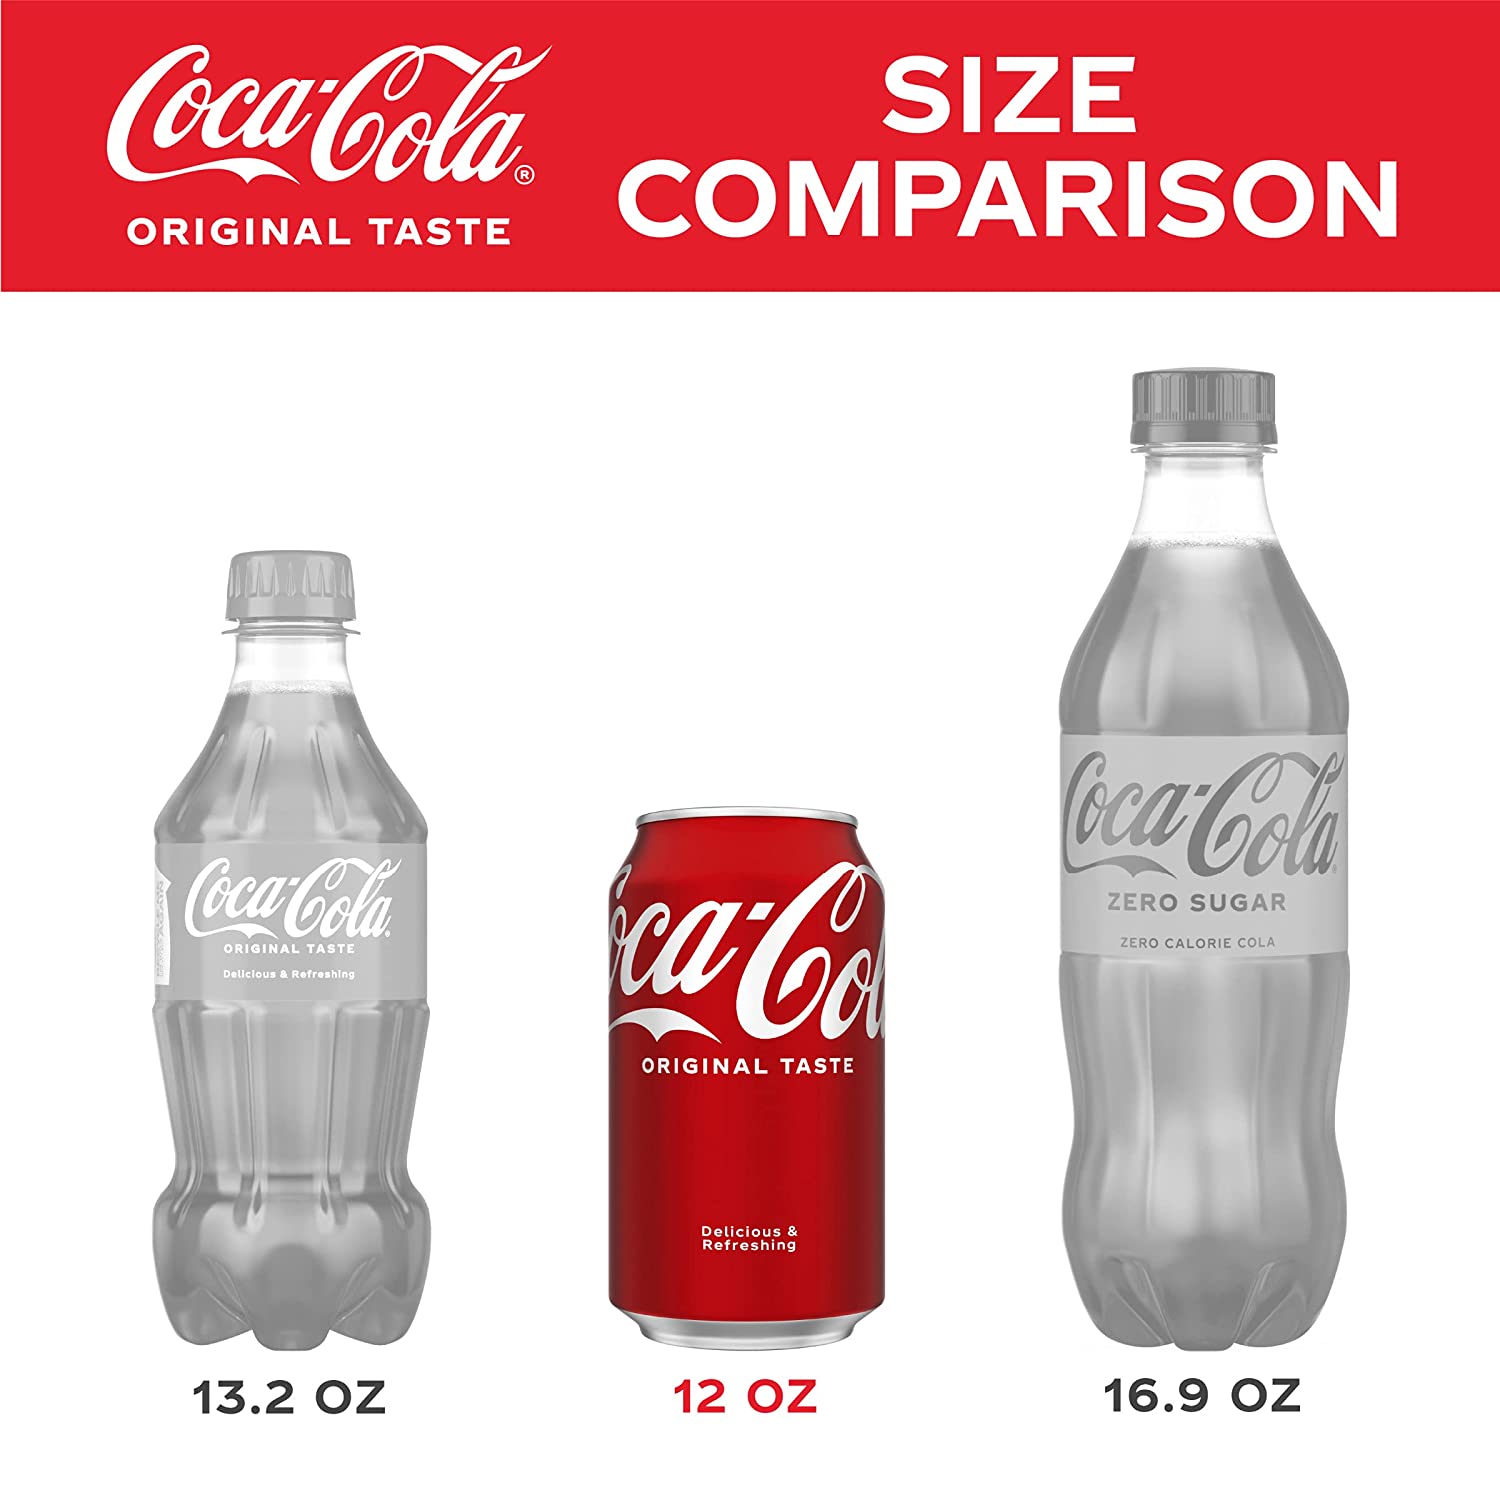 Coca-Cola®
ORIGINAL TASTE
SIZE
COMPARISON
Coca-Cola®
ORIGINAL TASTE
Delicious & Refreshing
Coca-Cola
ORIGINAL TASTE
Delicious &
Refreshing
Coca-Cola®
ZERO SUGAR
ZERO CALORIE COLA
13.2 OZ
12 OZ
16.9 OZ